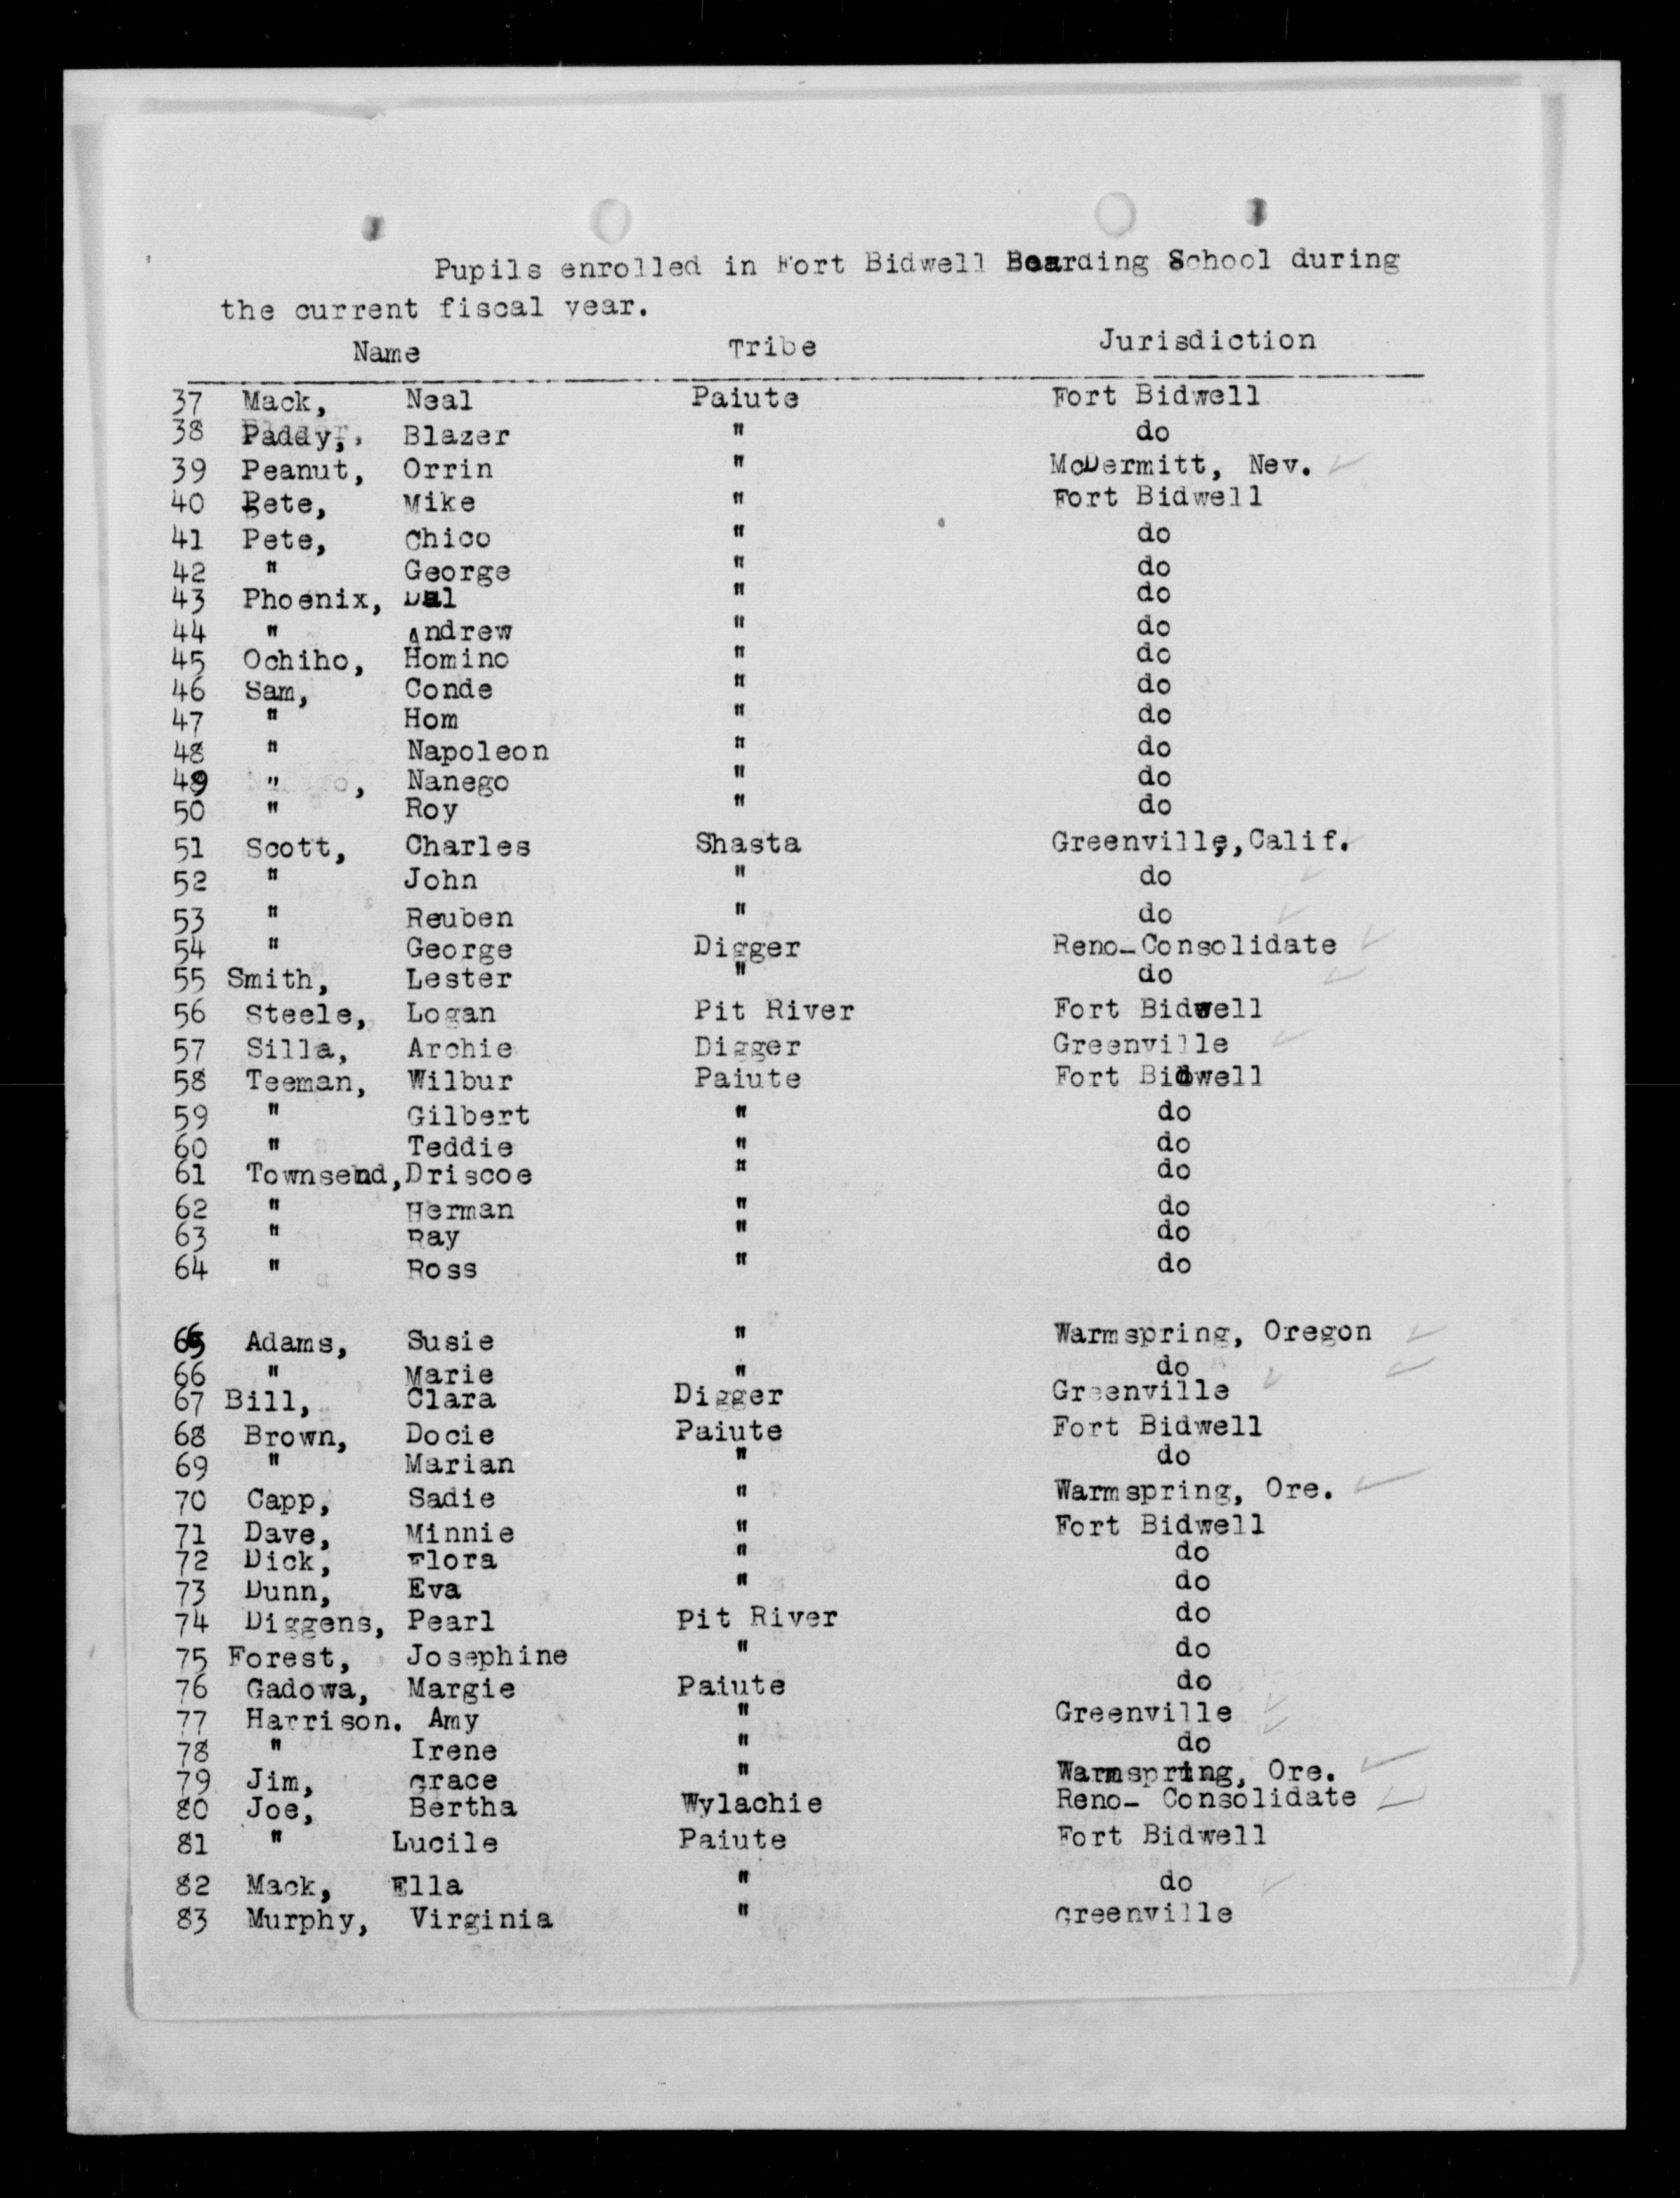 Pupils enrolled in Fort Bidwell Boarding School during
the current fiscal year.
Name Tribe Jurisdiction
37 Mack, Neal Paiute Fort Bidwell
38 Paddy, Blazer " do
39 Peanut, Orrin " McDermitt, Nev.
40 Pete, Mike " Fort Bidwell
41 Pete, Chico " do
42 " George " do
43 Phoenix, Dal " do
44 " Andrew " do
45 Ochiho, Homino " do
46 Sam, Conde " do
47 " Hom " do
48 " Napoleon " do
49 " , Nanego " do
50 " Roy " do
51 Scott, Charles Shasta Greenville,Calif.
52 " John " do
53 " Reuben " do
54 " George Digger Reno-Consolidate
55 Smith, Lester " do
56 Steele, Logan Pit River Fort Bidwell
57 Silla, Archie Digger Greenville
58 Teeman, Wilbur Paiute Fort Bidwell
59 " Gilbert " do
60 " Teddie " do
61 Townsend,Driscoe " do
62 " Herman " do
63 " Ray " do
64 " Ross " do
65 Adams, Susie " Warmspring, Oregon
66 " Marie " do
67 Bill, Clara Digger Greenville
68 Brown, Docie Paiute Fort Bidwell
69 " Marian " do
70 Capp, Sadie " Warmspring, Ore.
71 Dave, Minnie " Fort Bidwell
72 Dick, Flora " do
73 Dunn, Eva " do
74 Diggens, Pearl Pit River do
75 Forest, Josephine " do
76 Gadowa, Margie Paiute do
77 Harrison. Amy " Greenville
78 " Irene " do
79 Jim, Grace " Warmspring, Ore.
80 Joe, Bertha Wylachie Reno- Consolidate
81 " Lucile Paiute Fort Bidwell
82 Mack, Ella " do
83 Murphy, Virginia " Greenville